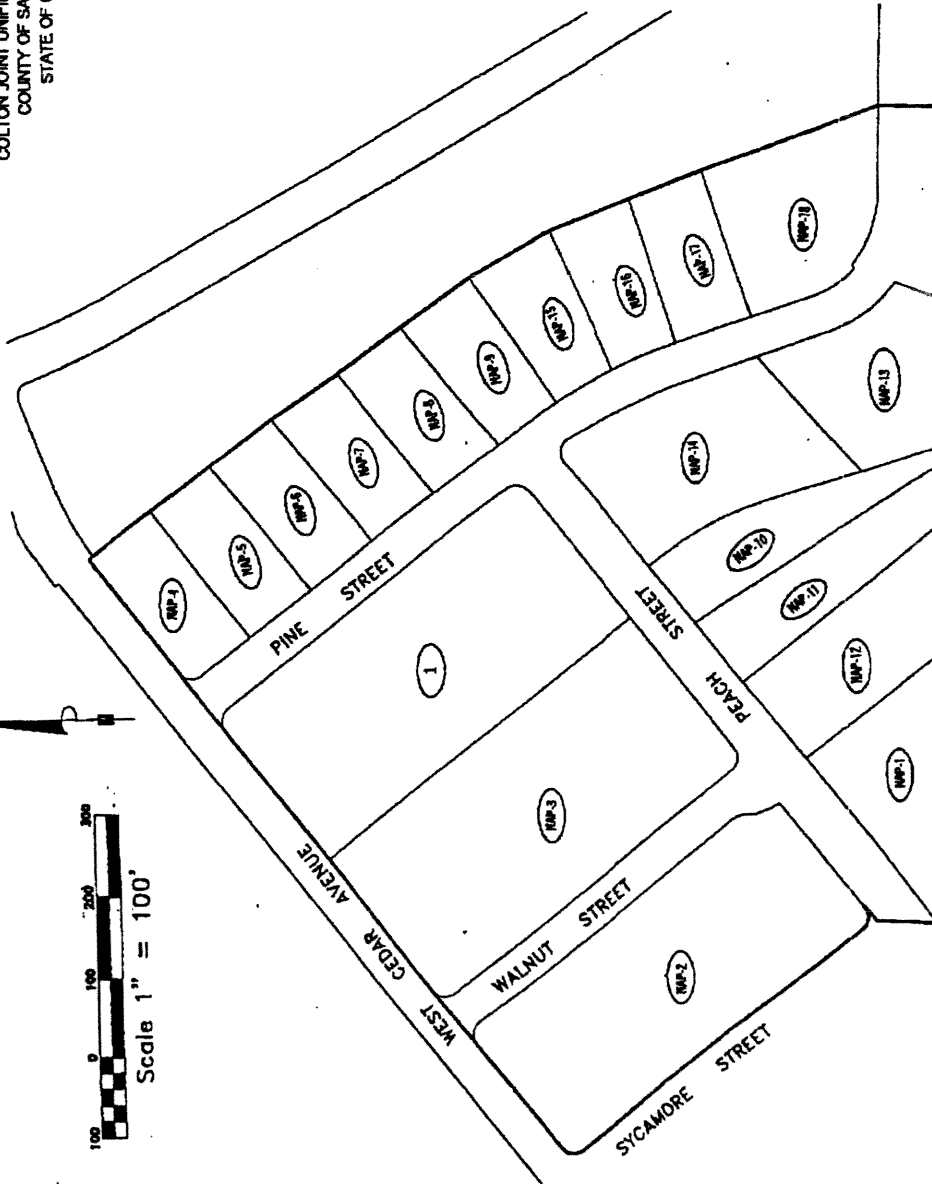 COLTON JOINT UNIFI
COUNTY OF SA
STATE OF
100 0 100 200 300
Scale 1" = 100'
WEST CEDAR AVENUE
PINE STREET
WALNUT STREET
PEACH STREET
SYCAMORE STREET
NAP-4
NAP-5
NAP-6
NAP-7
NAP-8
NAP-9
NAP-15
NAP-16
NAP-17
NAP-18
1
NAP-3
NAP-2
NAP-14
NAP-13
NAP-10
NAP-11
NAP-12
NAP-1